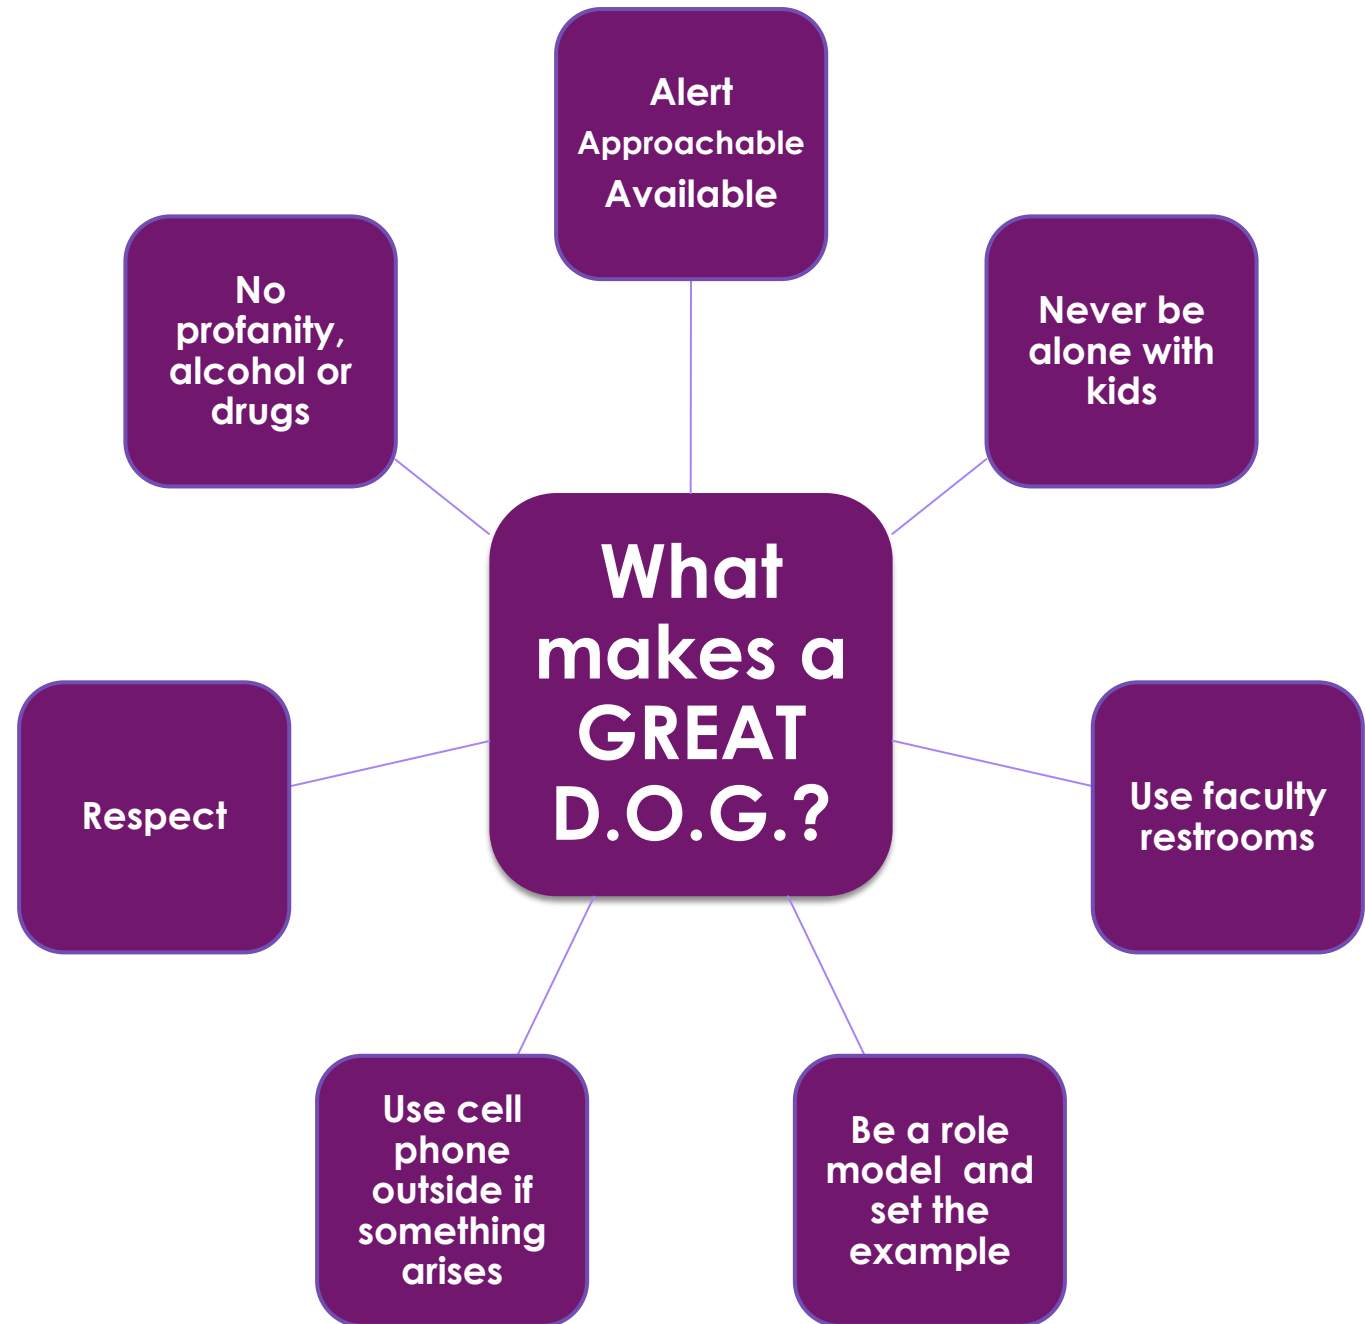 Alert
Approachable
Available
Never be
alone with
kids
Use faculty
restrooms
Be a role
model  and
set the
example
Use cell
phone
outside if
something
arises
Respect
No
profanity,
alcohol or
drugs
What
makes a
GREAT
D.O.G.?